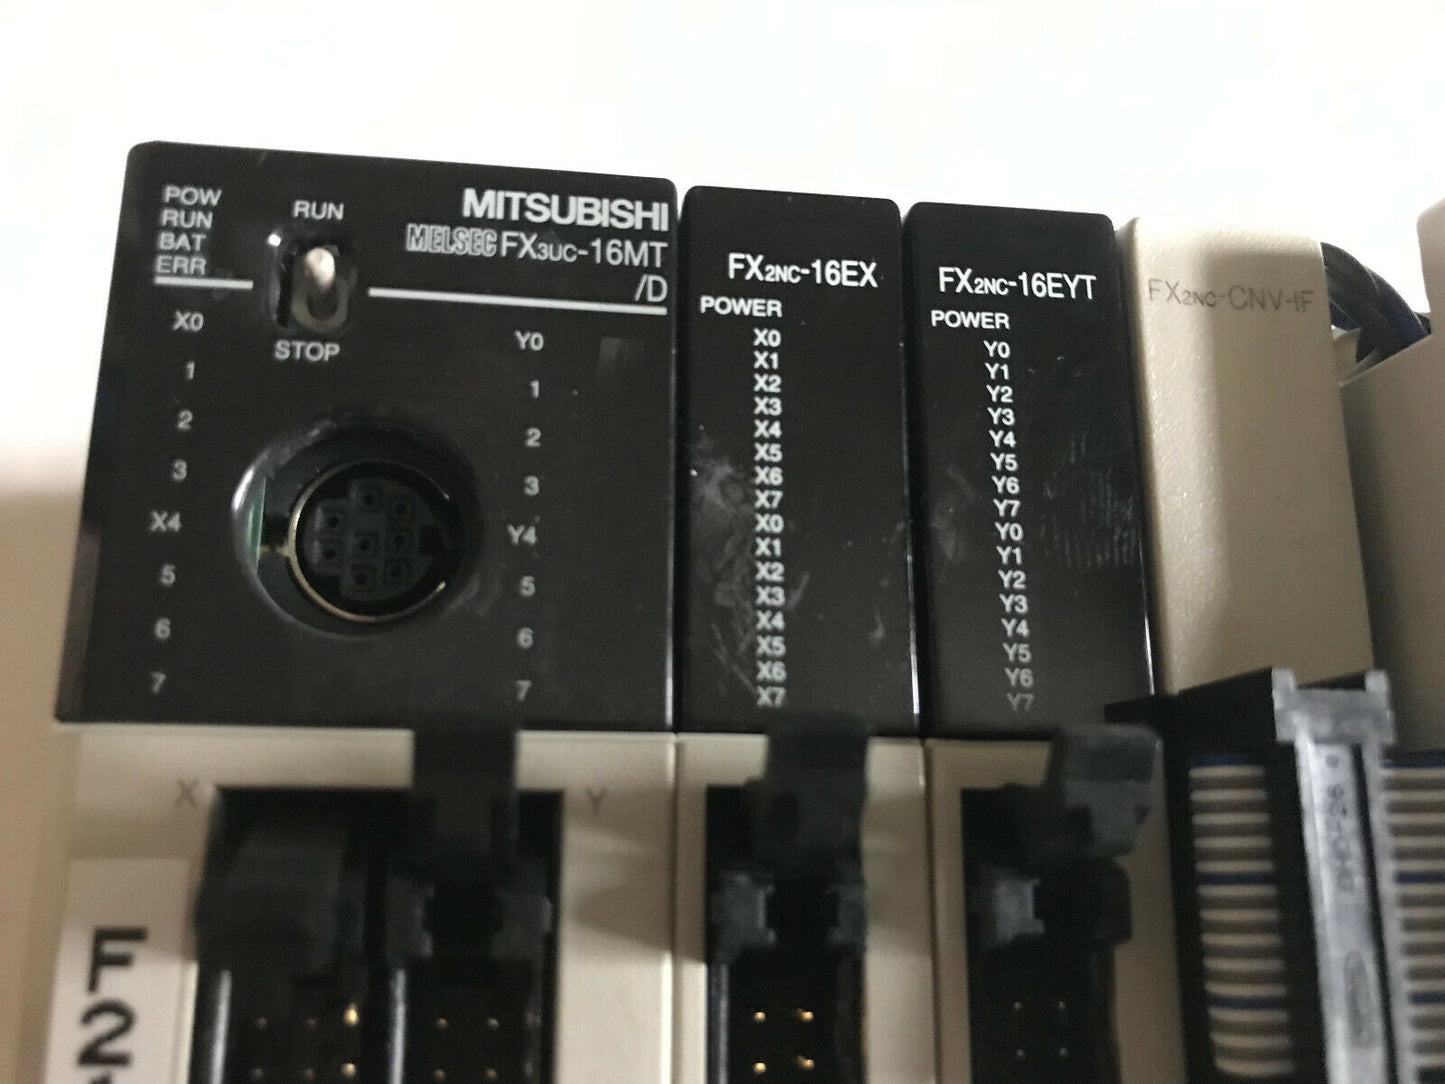 POW
RUN
BAT
ERR
RUN
STOP
MITSUBISHI
MELSEC FX3UC-16MT
/D
X0
1
2
3
X4
5
6
7
Y0
1
2
3
Y4
5
6
7
X
Y
FX2NC-16EX
POWER
X0
X1
X2
X3
X4
X5
X6
X7
X0
X1
X2
X3
X4
X5
X6
X7
FX2NC-16EYT
POWER
Y0
Y1
Y2
Y3
Y4
Y5
Y6
Y7
Y0
Y1
Y2
Y3
Y4
Y5
Y6
Y7
FX2NC-CNV-IF
F2